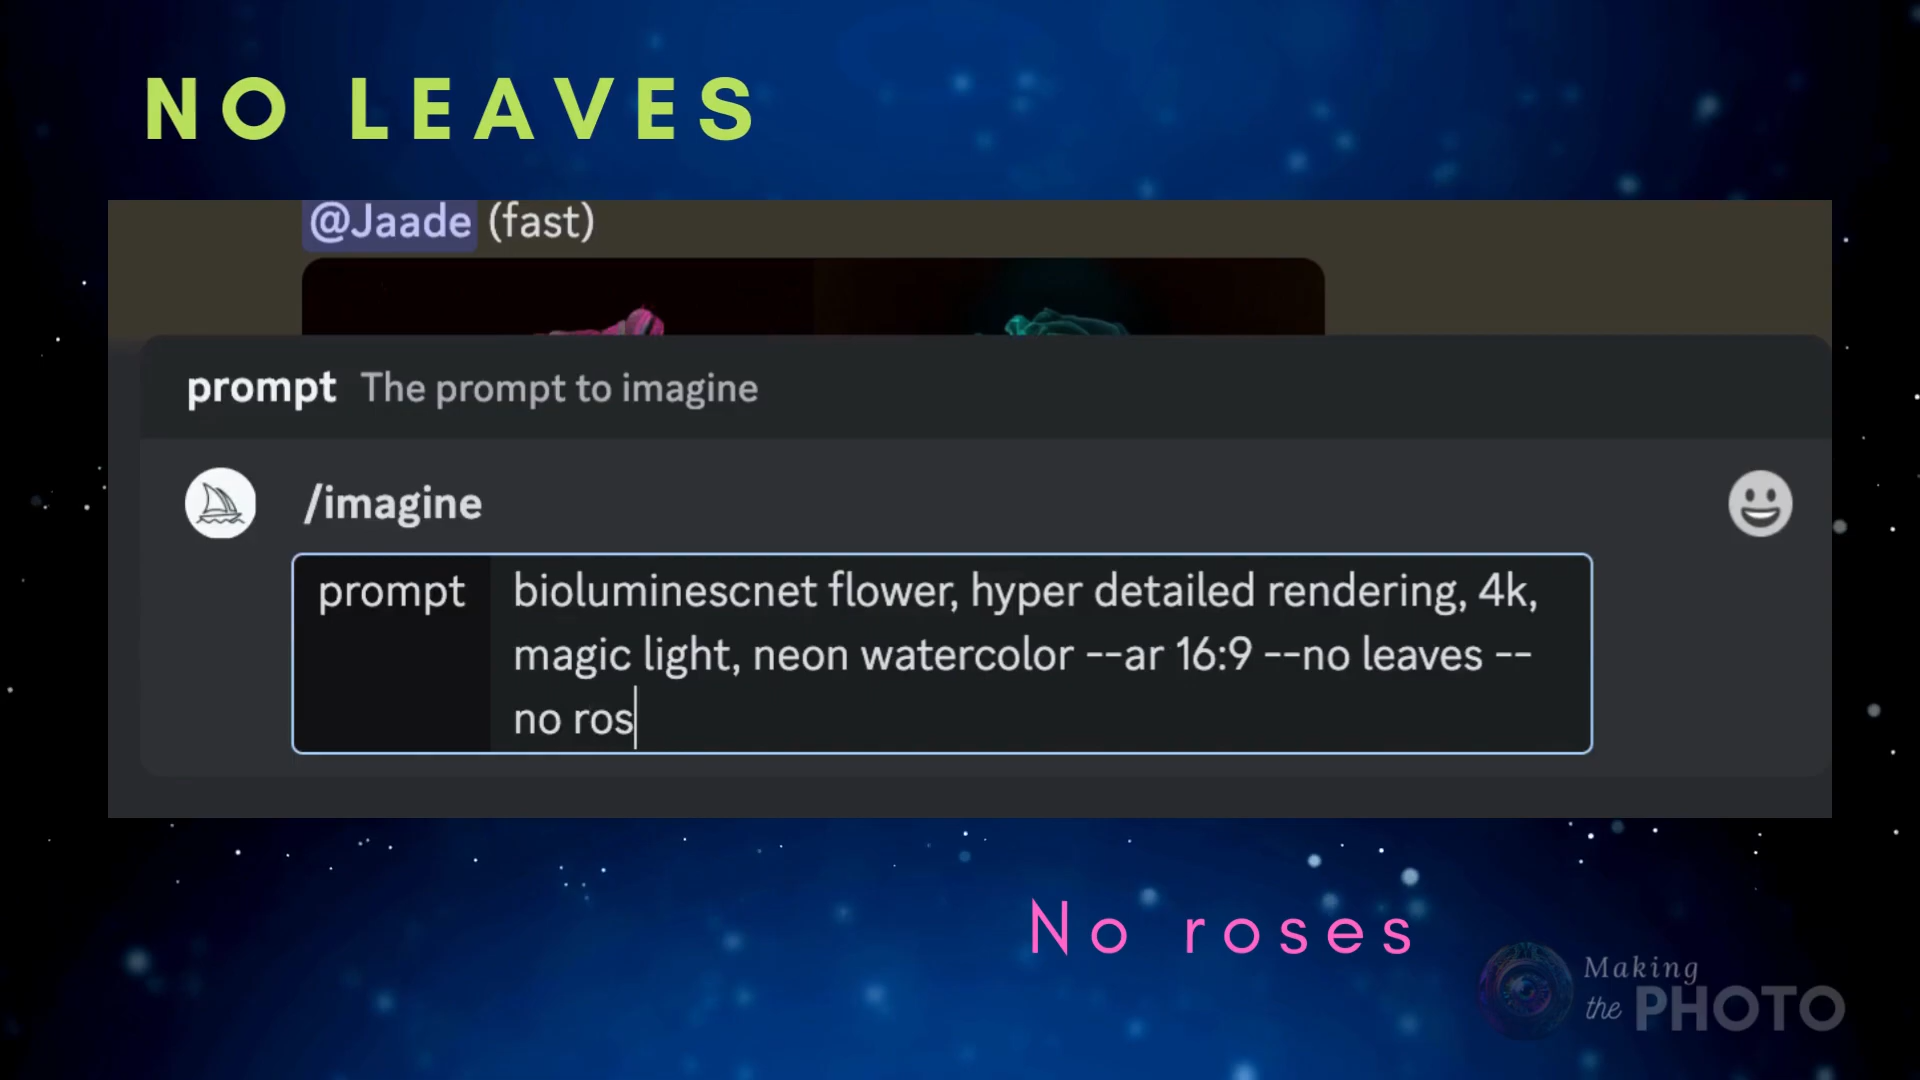 NO LEAVES
@Jaade (fast)
prompt The prompt to imagine
/imagine
prompt bioluminescnet flower, hyper detailed rendering, 4k,
magic light, neon watercolor --ar 16:9 --no leaves --
no ros
No roses
Making
the PHOTO